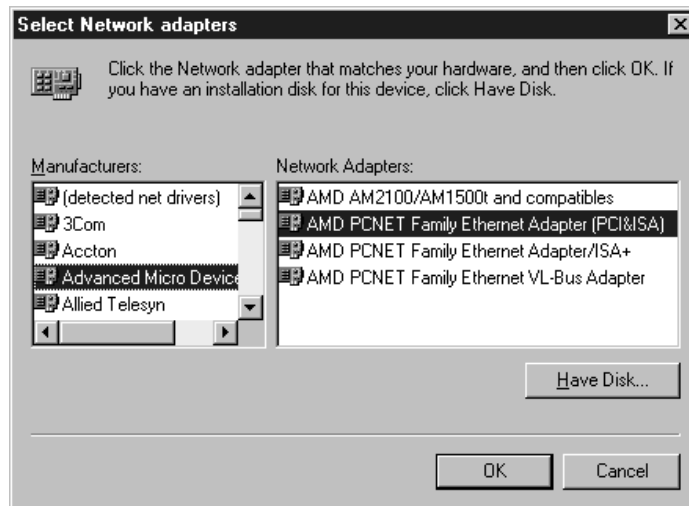 Select Network adapters
Click the Network adapter that matches your hardware, and then click OK. If
you have an installation disk for this device, click Have Disk.
Manufacturers:
(detected net drivers)
3Com
Accton
Advanced Micro Device
Allied Telesyn
Network Adapters:
AMD AM2100/AM1500t and compatibles
AMD PCNET Family Ethernet Adapter (PCI&ISA)
AMD PCNET Family Ethernet Adapter/ISA+
AMD PCNET Family Ethernet VL-Bus Adapter
Have Disk...
OK
Cancel